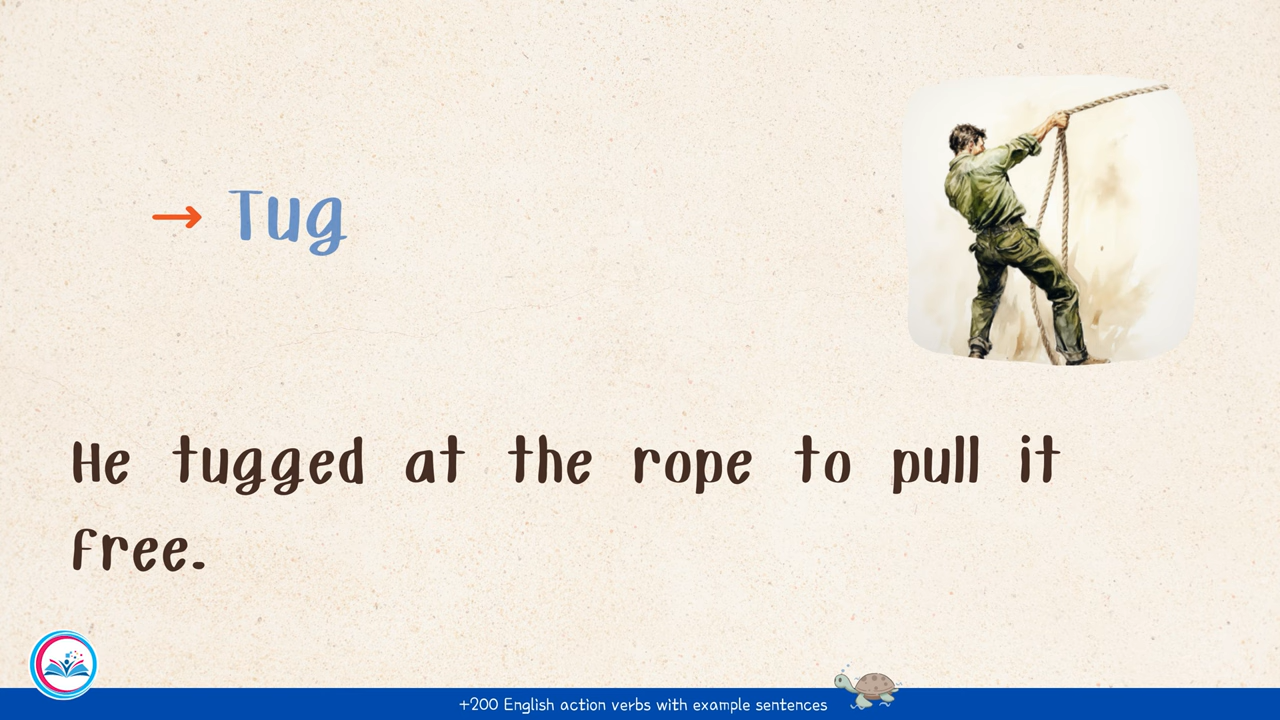 → Tug
He tugged at the rope to pull it
free.
+200 English action verbs with example sentences